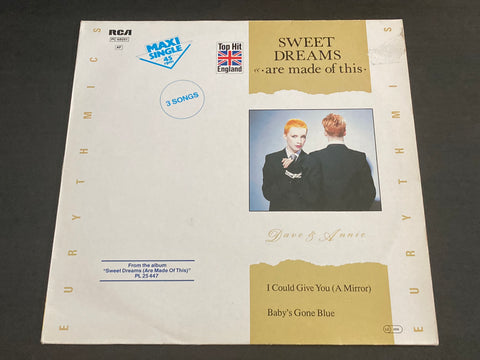 RCA
PC 68031
AF
MAXI
SINGLE
45
Top Hit
England
3 SONGS
EURYTHMICS
SWEET
DREAMS
«·are made of this·
EURYTHMICS
Dave & Annie
From the album
"Sweet Dreams (Are Made Of This)"
PL 25 447
I Could Give You (A Mirror)
Baby's Gone Blue